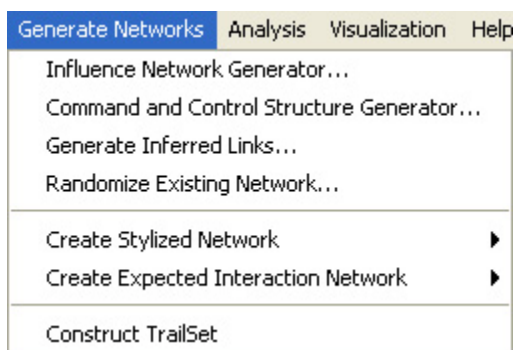 Generate Networks Analysis Visualization Help
Influence Network Generator...
Command and Control Structure Generator...
Generate Inferred Links...
Randomize Existing Network...
Create Stylized Network
Create Expected Interaction Network
Construct TrailSet